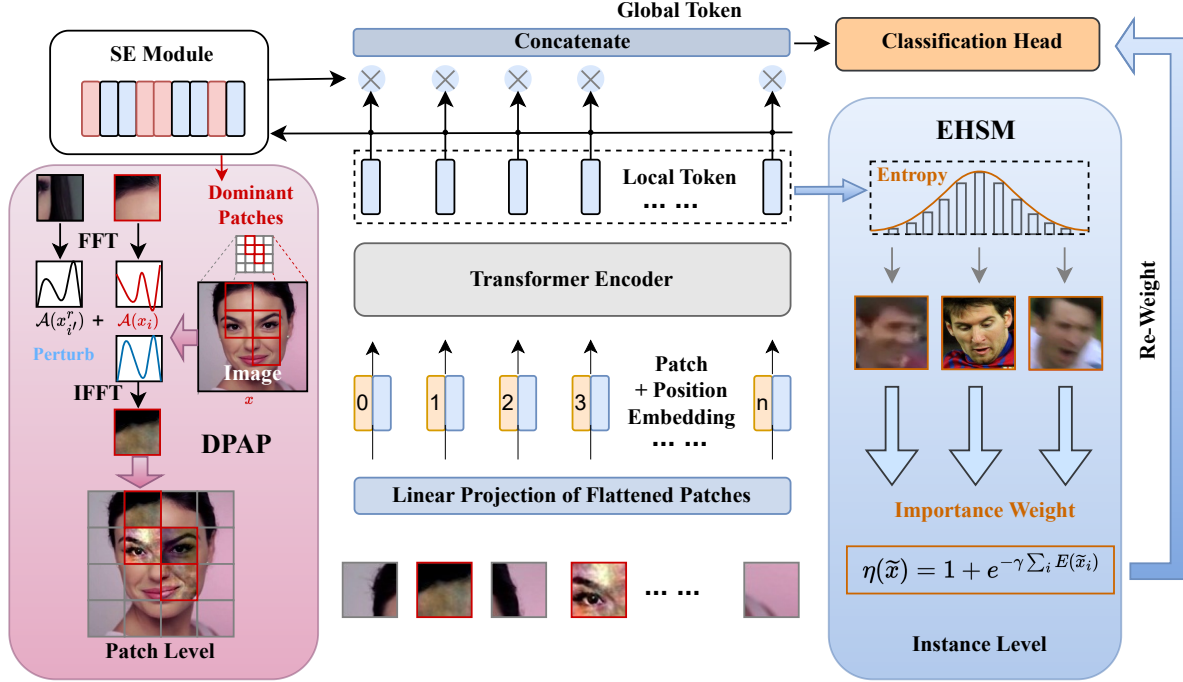 Global Token
SE Module
Concatenate
Classification Head
EHSM
Entropy
Local Token
... ...
Dominant
Patches
FFT
𝒜(x^r_{i'}) + 𝒜(x_i)
Perturb
IFFT
Image
x
DPAP
Patch Level
Transformer Encoder
Patch
+ Position
Embedding
... ...
0
1
2
3
n
Linear Projection of Flattened Patches
... ...
Re-Weight
Importance Weight
η(x̃) = 1 + e^{-γ ∑_i E(x̃_i)}
Instance Level